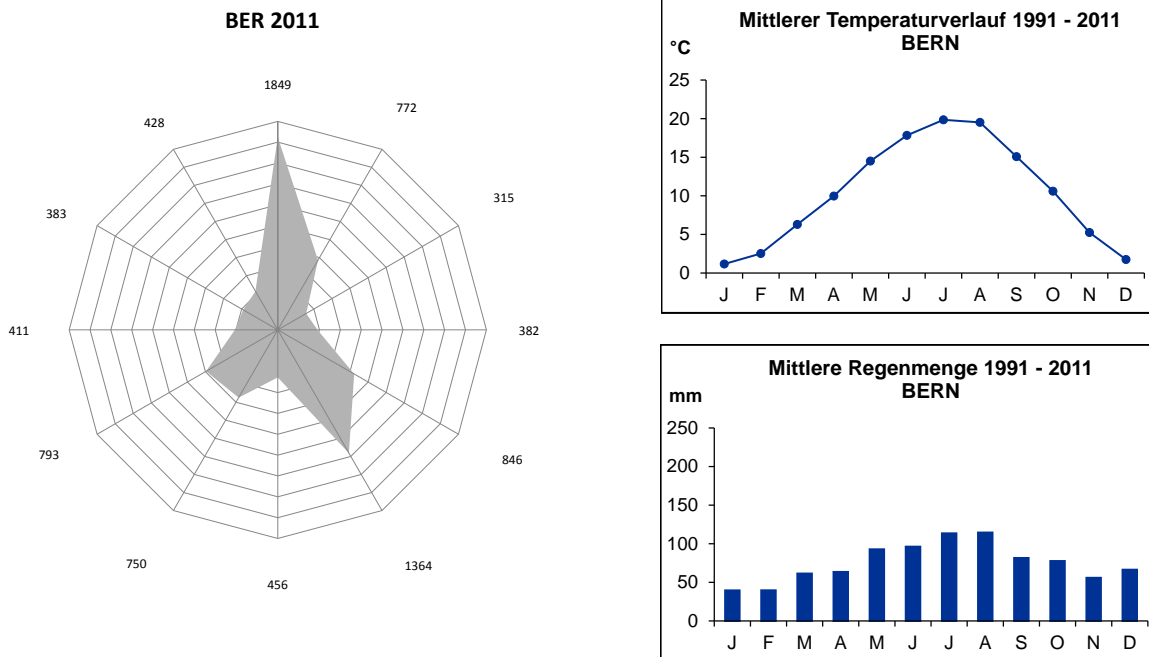 BER 2011
1849
772
315
382
846
1364
456
750
793
411
383
428
Mittlerer Temperaturverlauf 1991 - 2011
BERN
°C
25
20
15
10
5
0
J F M A M J J A S O N D
Mittlere Regenmenge 1991 - 2011
BERN
mm
250
200
150
100
50
0
J F M A M J J A S O N D